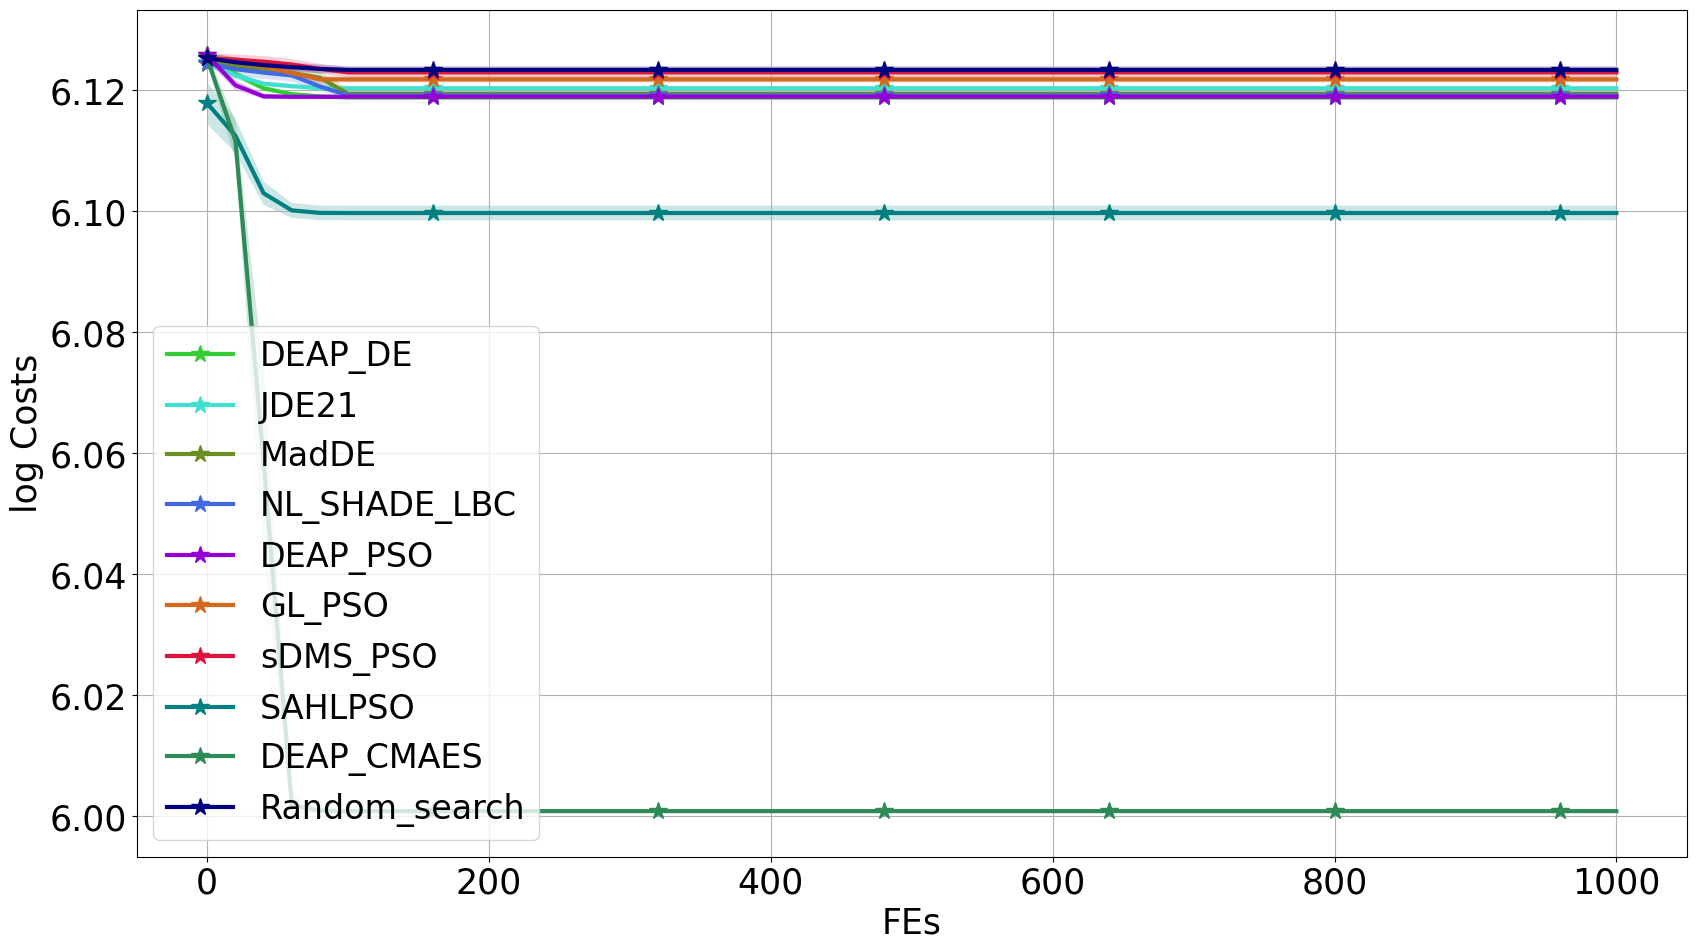 6.12
6.10
6.08
6.06
6.04
6.02
6.00
log Costs
DEAP_DE
JDE21
MadDE
NL_SHADE_LBC
DEAP_PSO
GL_PSO
sDMS_PSO
SAHLPSO
DEAP_CMAES
Random_search
0 200 400 600 800 1000
FEs